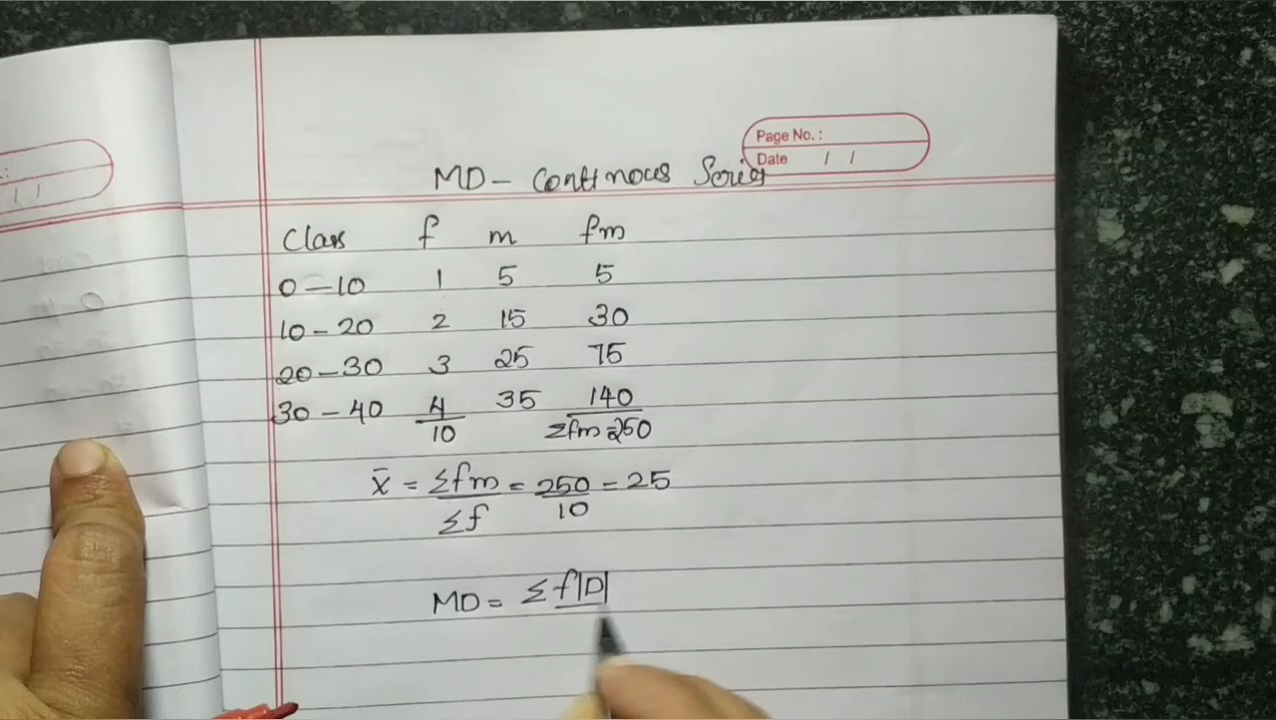 Page No. :
Date / /
MD - Continous Series
Class f m fm
0-10 1 5 5
10-20 2 15 30
20-30 3 25 75
30-40 4 35 140
10 Σfm=250
x̄ = Σfm = 250 = 25
Σf 10
MD = Σf|D|